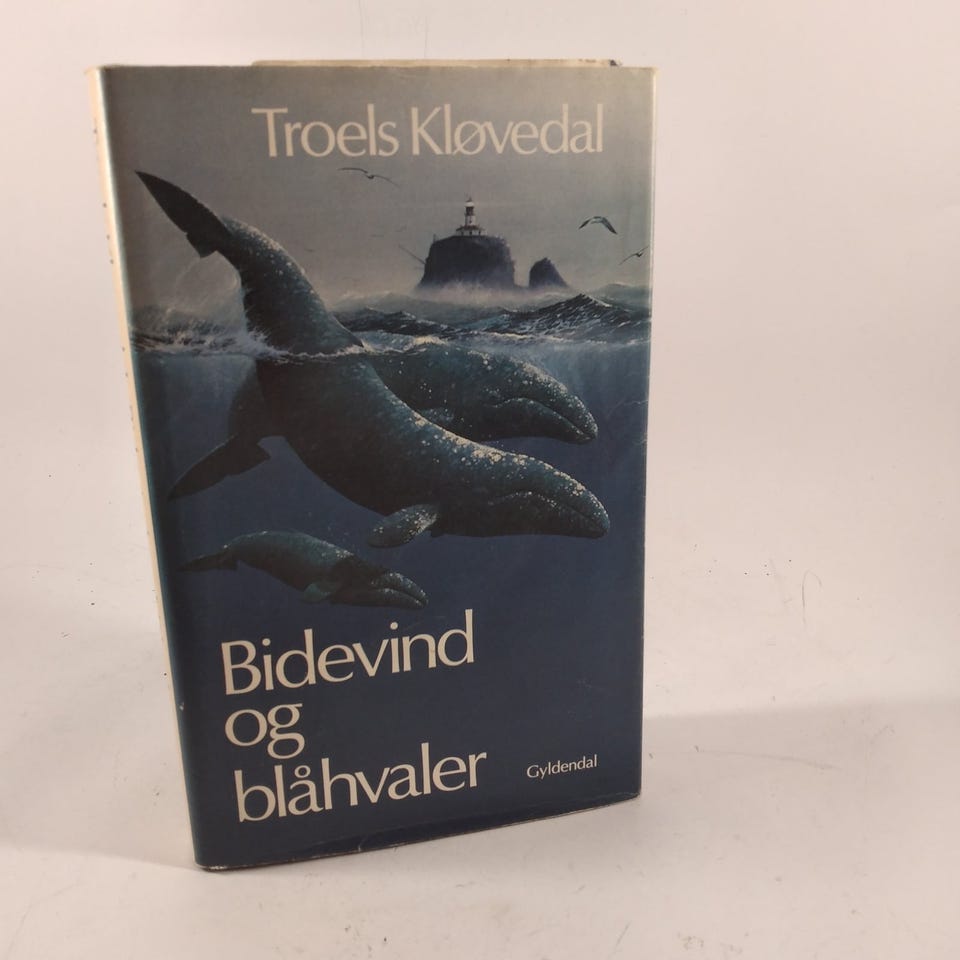 Troels Kløvedal
Bidevind
og
blåhvaler
Gyldendal